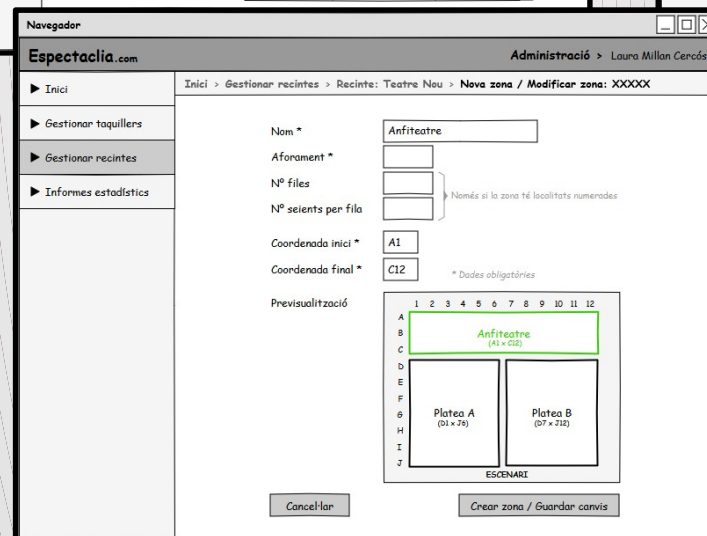 Navegador
Espectaclia.com
Administració > Laura Millan Cercós
Inici
Gestionar taquillers
Gestionar recintes
Informes estadístics
Inici > Gestionar recintes > Recinte: Teatre Nou > Nova zona / Modificar zona: XXXXX
Nom * Anfiteatre
Aforament *
Nº files
Nº seients per fila
Només si la zona té localitats numerades
Coordenada inici * A1
Coordenada final * C12
* Dades obligatóries
Previsualització
1 2 3 4 5 6 7 8 9 10 11 12
A
B
C
D
E
F
G
H
I
J
Anfiteatre
(A1 x C12)
Platea A
(D1 x J6)
Platea B
(D7 x J12)
ESCENARI
Cancel·lar
Crear zona / Guardar canvis